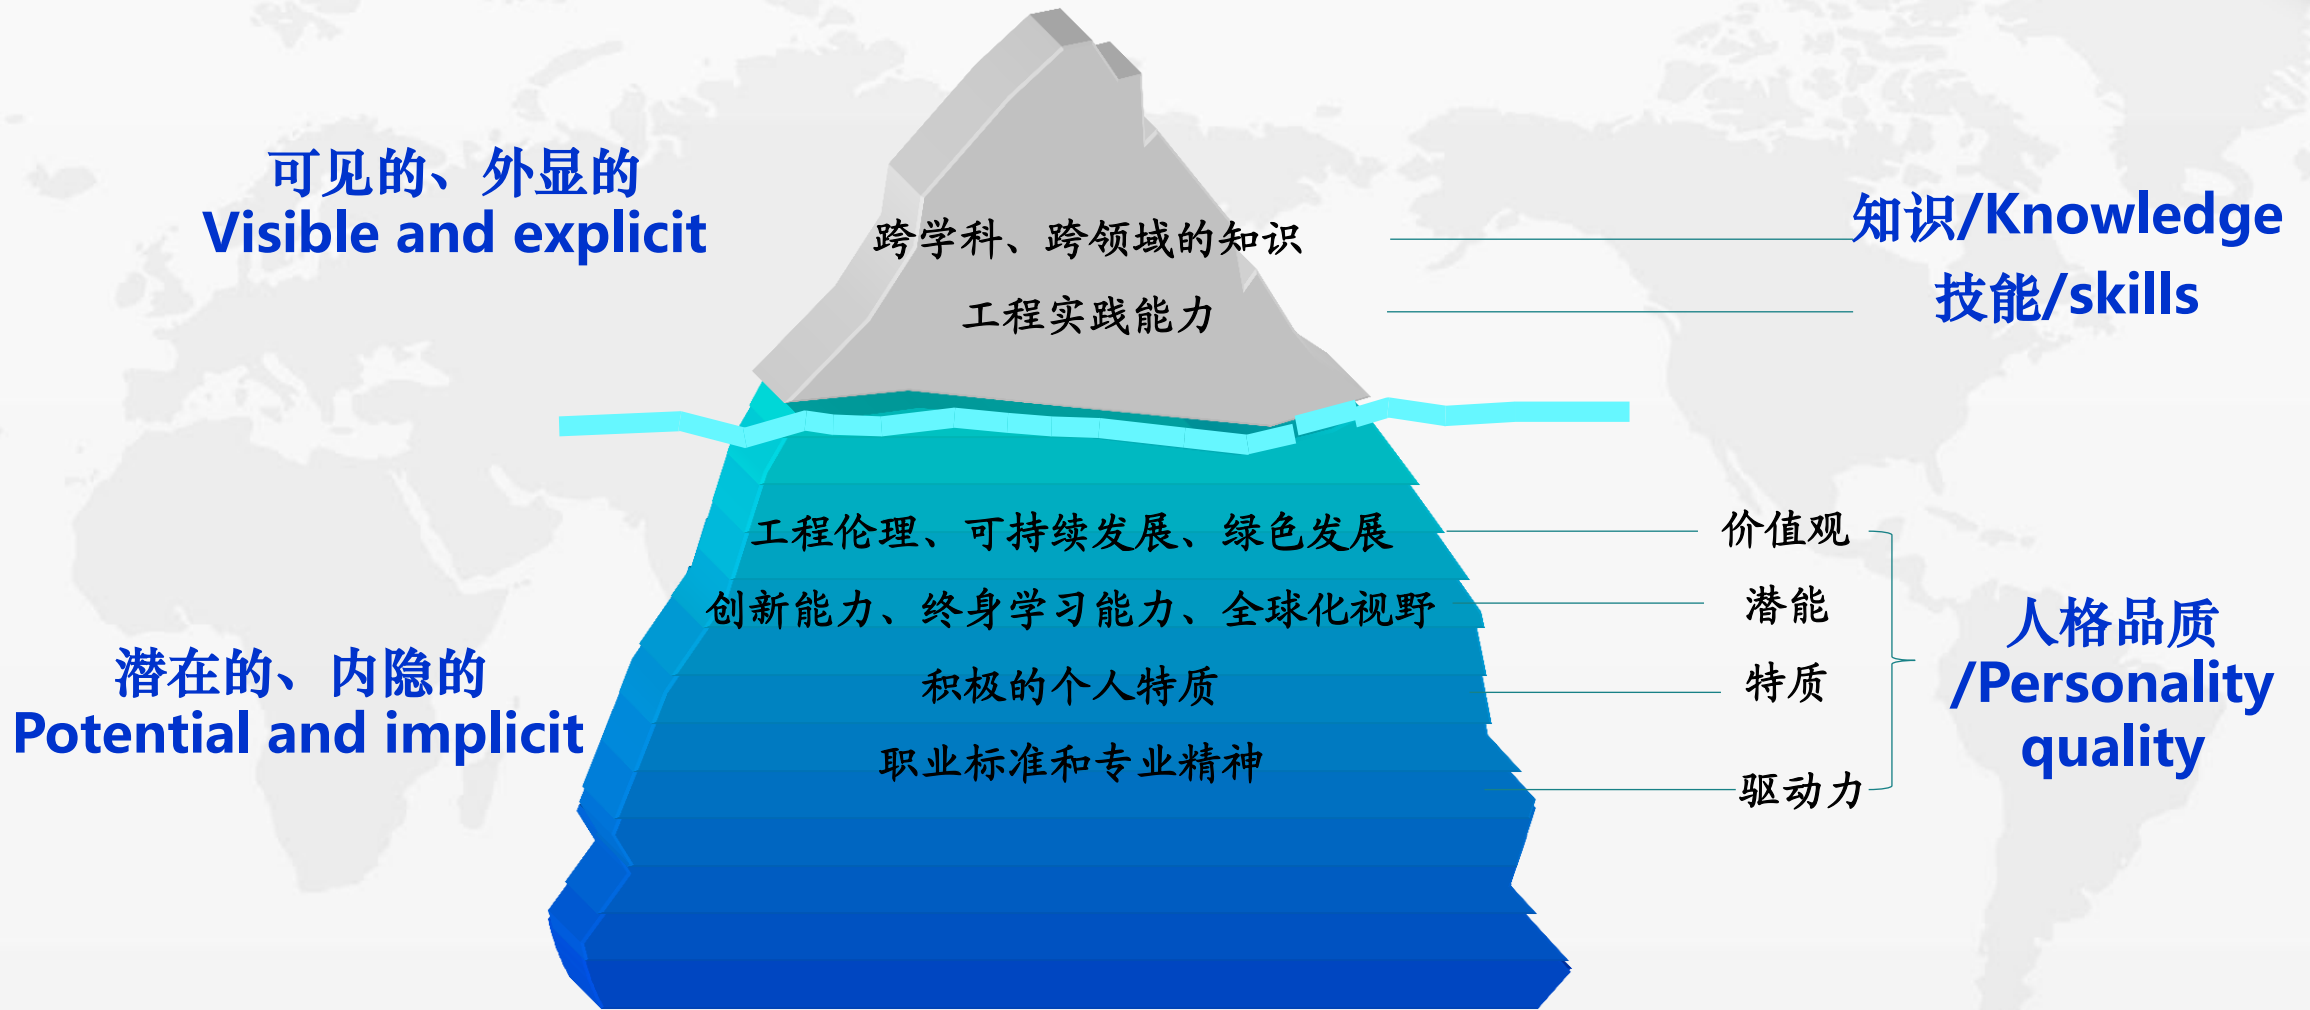 可见的、外显的
Visible and explicit
跨学科、跨领域的知识
工程实践能力
知识/Knowledge
技能/skills
潜在的、内隐的
Potential and implicit
工程伦理、可持续发展、绿色发展
创新能力、终身学习能力、全球化视野
积极的个人特质
职业标准和专业精神
价值观
潜能
特质
驱动力
人格品质
/Personality
quality